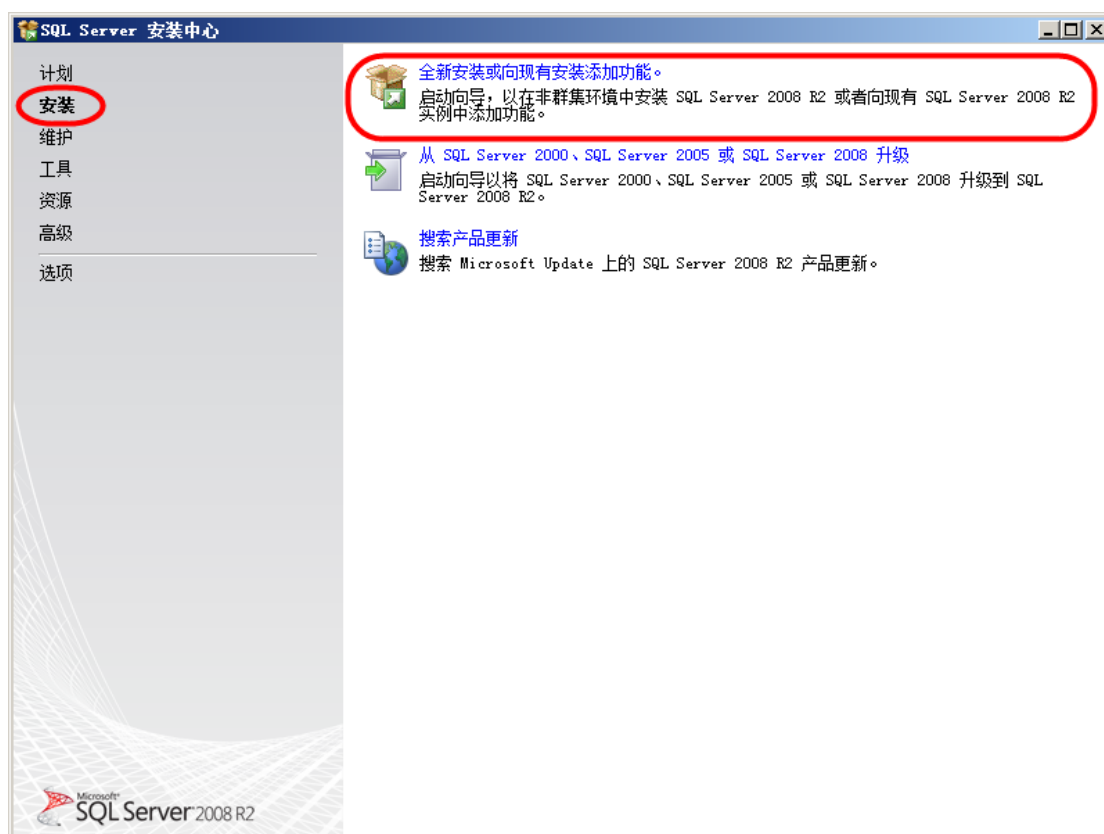 SQL Server 安装中心
计划
安装
维护
工具
资源
高级
选项
全新安装或向现有安装添加功能。
启动向导，以在非群集环境中安装 SQL Server 2008 R2 或者向现有 SQL Server 2008 R2
实例中添加功能。
从 SQL Server 2000、SQL Server 2005 或 SQL Server 2008 升级
启动向导以将 SQL Server 2000、SQL Server 2005 或 SQL Server 2008 升级到 SQL
Server 2008 R2。
搜索产品更新
搜索 Microsoft Update 上的 SQL Server 2008 R2 产品更新。
Microsoft®
SQL Server®2008 R2